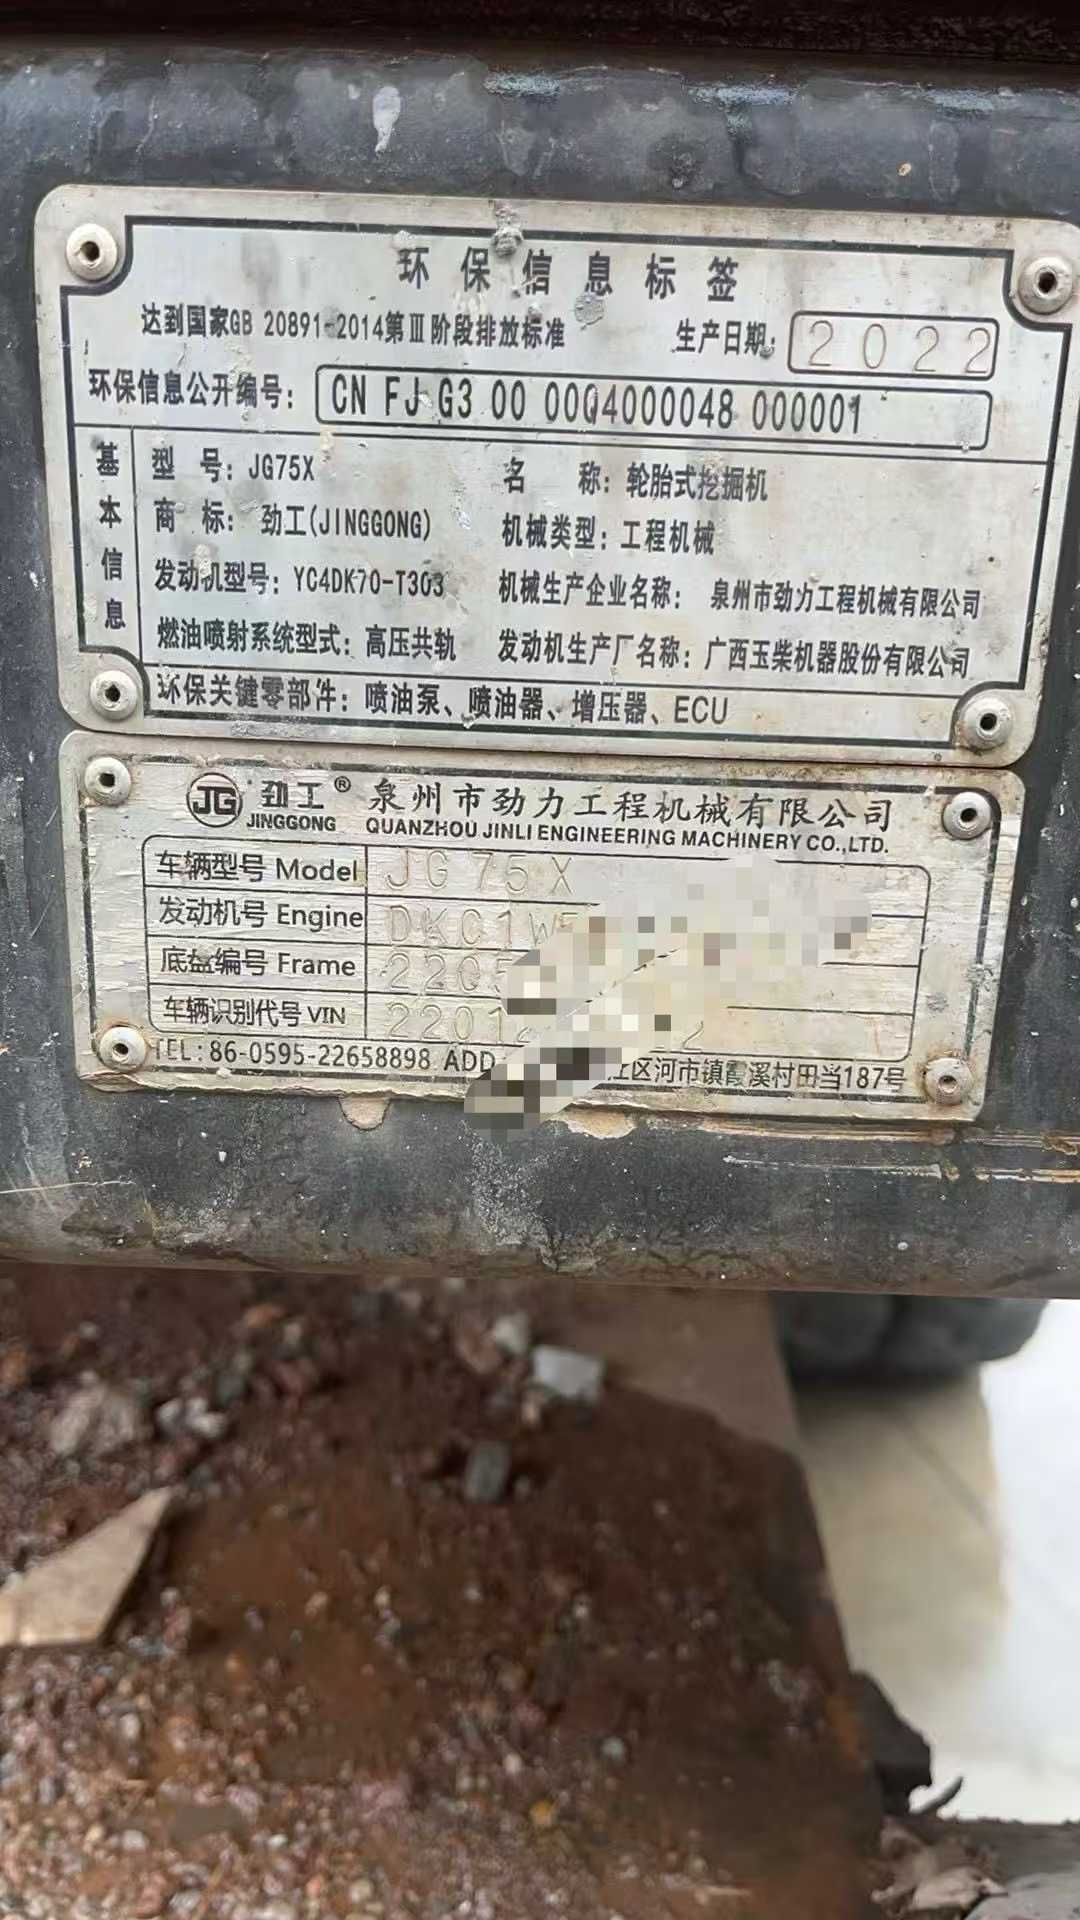 环保信息标签
达到国家GB 20891-2014第Ⅲ阶段排放标准 生产日期: 2022
环保信息公开编号: CN FJ G3 00 00Q4000048 000001
基本信息
型号: JG75X 名称: 轮胎式挖掘机
商标: 劲工(JINGGONG) 机械类型: 工程机械
发动机型号: YC4DK70-T303 机械生产企业名称: 泉州市劲力工程机械有限公司
燃油喷射系统型式: 高压共轨 发动机生产厂名称: 广西玉柴机器股份有限公司
环保关键零部件: 喷油泵、喷油器、增压器、ECU
JG 劲工® 泉州市劲力工程机械有限公司
JINGGONG QUANZHOU JINLI ENGINEERING MACHINERY CO.,LTD.
车辆型号 Model JG75X
发动机号 Engine DKC1W
底盘编号 Frame 2205
车辆识别代号 VIN 22012
TEL:86-0595-22658898 ADD 江区河市镇霞溪村田当187号